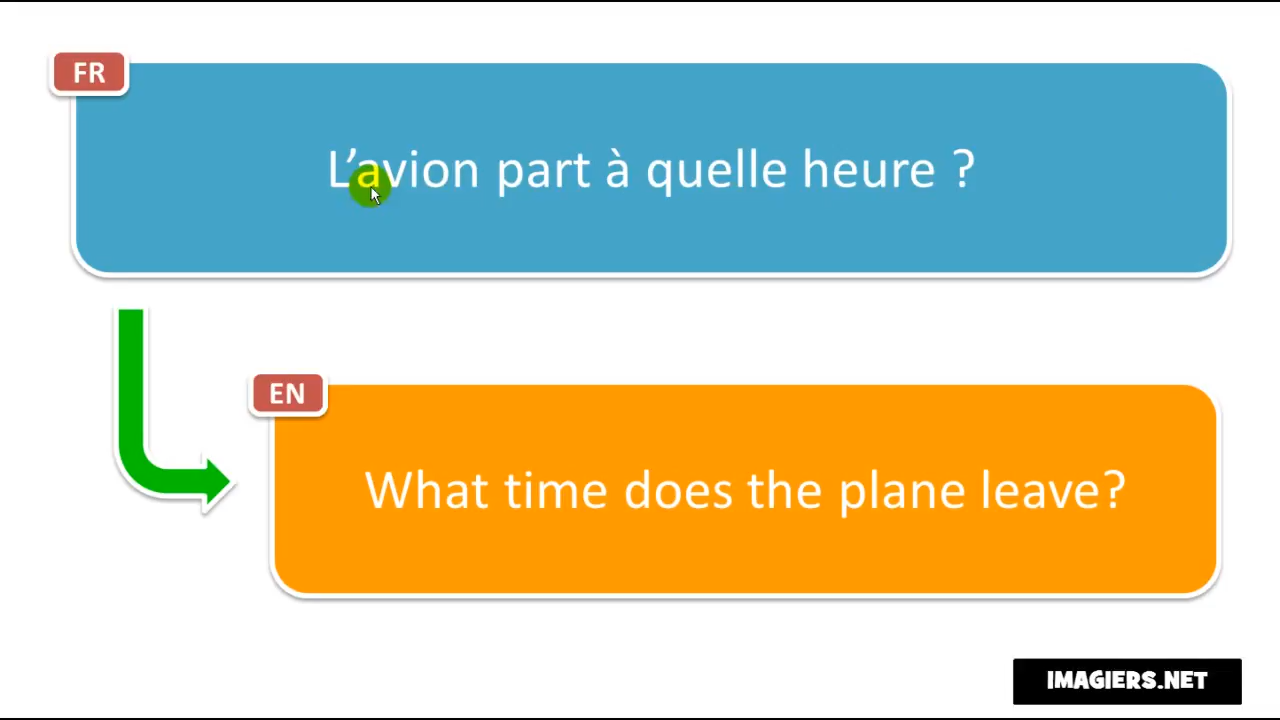 FR
L’avion part à quelle heure ?
EN
What time does the plane leave?
IMAGIERS.NET